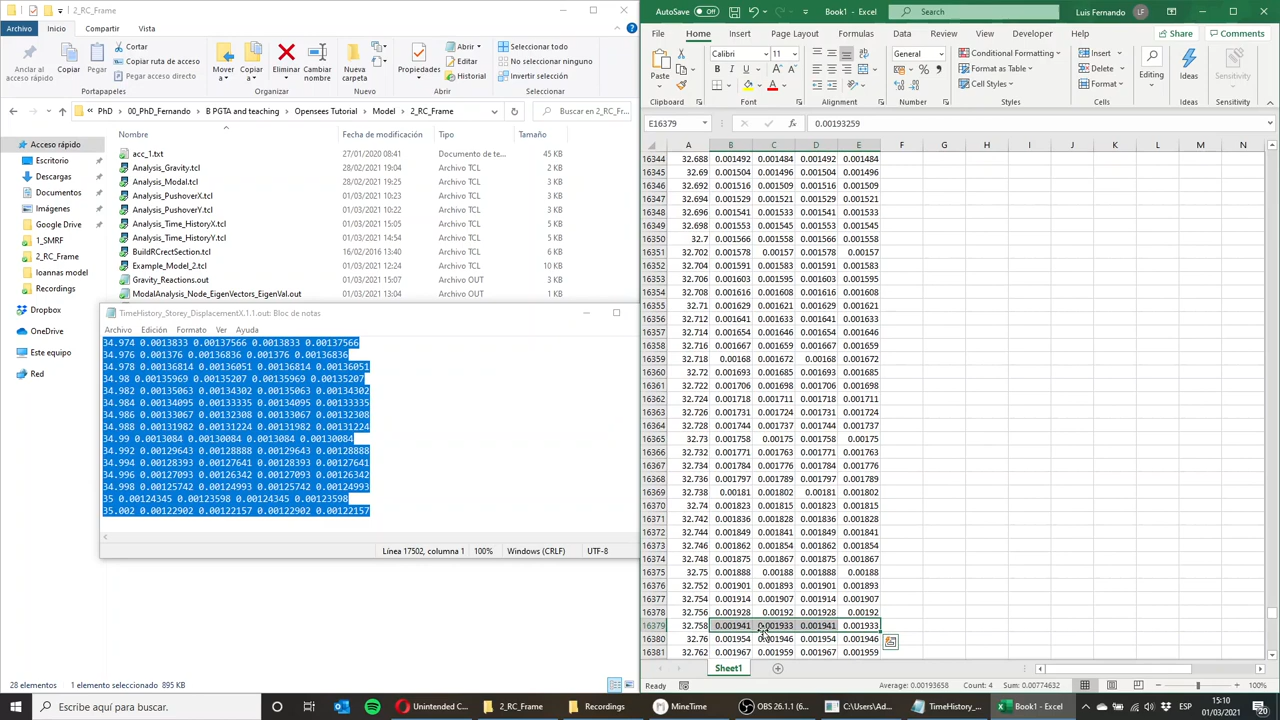 2_RC_Frame
Archivo Inicio Compartir Vista
Anclar al acceso rápido
Copiar
Pegar
Cortar
Copiar ruta de acceso
Pegar acceso directo
Mover a
Copiar a
Eliminar
Cambiar nombre
Nueva carpeta
Propiedades
Abrir
Editar
Historial
Seleccionar todo
No seleccionar ninguno
Invertir selección
Portapapeles Organizar Nuevo Abrir Seleccionar
« PhD › 00_PhD_Fernando › B PGTA and teaching › Opensees Tutorial › Model › 2_RC_Frame
Buscar en 2_RC_Fra...
Nombre Fecha de modificación Tipo Tamaño
Acceso rápido
Escritorio
Descargas
Documentos
Imágenes
Google Drive
1_SMRF
2_RC_Frame
Ioannas model
Recordings
Dropbox
OneDrive
Este equipo
Red
acc_1.txt 27/01/2020 08:41 Documento de te... 45 KB
Analysis_Gravity.tcl 28/02/2021 19:04 Archivo TCL 2 KB
Analysis_Modal.tcl 28/02/2021 19:25 Archivo TCL 3 KB
Analysis_PushoverX.tcl 01/03/2021 10:23 Archivo TCL 3 KB
Analysis_PushoverY.tcl 01/03/2021 10:22 Archivo TCL 3 KB
Analysis_Time_HistoryX.tcl 01/03/2021 15:05 Archivo TCL 5 KB
Analysis_Time_HistoryY.tcl 01/03/2021 14:54 Archivo TCL 5 KB
BuildRCrectSection.tcl 16/02/2016 13:40 Archivo TCL 6 KB
Example_Model_2.tcl 01/03/2021 12:24 Archivo TCL 10 KB
Gravity_Reactions.out 01/03/2021 15:07 Archivo OUT 1 KB
ModalAnalysis_Node_EigenVectors_EigenVal.out 01/03/2021 13:04 Archivo OUT 1 KB
TimeHistory_Storey_DisplacementX.1.1.out: Bloc de notas
Archivo Edición Formato Ver Ayuda
34.974 0.0013833 0.00137566 0.0013833 0.00137566
34.976 0.001376 0.00136836 0.001376 0.00136836
34.978 0.00136814 0.00136051 0.00136814 0.00136051
34.98 0.00135969 0.00135207 0.00135969 0.00135207
34.982 0.00135063 0.00134302 0.00135063 0.00134302
34.984 0.00134095 0.00133335 0.00134095 0.00133335
34.986 0.00133067 0.00132308 0.00133067 0.00132308
34.988 0.00131982 0.00131224 0.00131982 0.00131224
34.99 0.0013084 0.00130084 0.0013084 0.00130084
34.992 0.00129643 0.00128888 0.00129643 0.00128888
34.994 0.00128393 0.00127641 0.00128393 0.00127641
34.996 0.00127093 0.00126342 0.00127093 0.00126342
34.998 0.00125742 0.00124993 0.00125742 0.00124993
35 0.00124345 0.00123598 0.00124345 0.00123598
35.002 0.00122902 0.00122157 0.00122902 0.00122157
Línea 17502, columna 1 100% Windows (CRLF) UTF-8
28 elementos 1 elemento seleccionado 895 KB
AutoSave Off Book1 - Excel Search Luis Fernando LF
File Home Insert Page Layout Formulas Data Review View Developer Help Share Comments
Paste
Calibri 11
General
Conditional Formatting
Format as Table
Cell Styles
Insert
Delete
Format
Editing
Ideas
Sensitivity
Clipboard Font Alignment Number Styles Cells Ideas Sensitivity
E16379 fx 0.00193259
A B C D E F G H I J K L M N
16344 32.688 0.001492 0.001484 0.001492 0.001484
16345 32.69 0.001504 0.001496 0.001504 0.001496
16346 32.692 0.001516 0.001509 0.001516 0.001509
16347 32.694 0.001529 0.001521 0.001529 0.001521
16348 32.696 0.001541 0.001533 0.001541 0.001533
16349 32.698 0.001553 0.001545 0.001553 0.001545
16350 32.7 0.001566 0.001558 0.001566 0.001558
16351 32.702 0.001578 0.00157 0.001578 0.00157
16352 32.704 0.001591 0.001583 0.001591 0.001583
16353 32.706 0.001603 0.001595 0.001603 0.001595
16354 32.708 0.001616 0.001608 0.001616 0.001608
16355 32.71 0.001629 0.001621 0.001629 0.001621
16356 32.712 0.001641 0.001633 0.001641 0.001633
16357 32.714 0.001654 0.001646 0.001654 0.001646
16358 32.716 0.001667 0.001659 0.001667 0.001659
16359 32.718 0.00168 0.001672 0.00168 0.001672
16360 32.72 0.001693 0.001685 0.001693 0.001685
16361 32.722 0.001706 0.001698 0.001706 0.001698
16362 32.724 0.001718 0.001711 0.001718 0.001711
16363 32.726 0.001731 0.001724 0.001731 0.001724
16364 32.728 0.001744 0.001737 0.001744 0.001737
16365 32.73 0.001758 0.00175 0.001758 0.00175
16366 32.732 0.001771 0.001763 0.001771 0.001763
16367 32.734 0.001784 0.001776 0.001784 0.001776
16368 32.736 0.001797 0.001789 0.001797 0.001789
16369 32.738 0.00181 0.001802 0.00181 0.001802
16370 32.74 0.001823 0.001815 0.001823 0.001815
16371 32.742 0.001836 0.001828 0.001836 0.001828
16372 32.744 0.001849 0.001841 0.001849 0.001841
16373 32.746 0.001862 0.001854 0.001862 0.001854
16374 32.748 0.001875 0.001867 0.001875 0.001867
16375 32.75 0.001888 0.00188 0.001888 0.00188
16376 32.752 0.001901 0.001893 0.001901 0.001893
16377 32.754 0.001914 0.001907 0.001914 0.001907
16378 32.756 0.001928 0.00192 0.001928 0.00192
16379 32.758 0.001941 0.001933 0.001941 0.001933
16380 32.76 0.001954 0.001946 0.001954 0.001946
16381 32.762 0.001967 0.001959 0.001967 0.001959
Sheet1
Ready Average: 0.00193658 Count: 4 Sum: 0.00774632 100%
Escribe aquí para buscar.
Unintended C... 2_RC_Frame Recordings MineTime OBS 26.1.1 (6... C:\Users\Ad... TimeHistory_... Book1 - Excel
ESP 15:10 01/03/2021